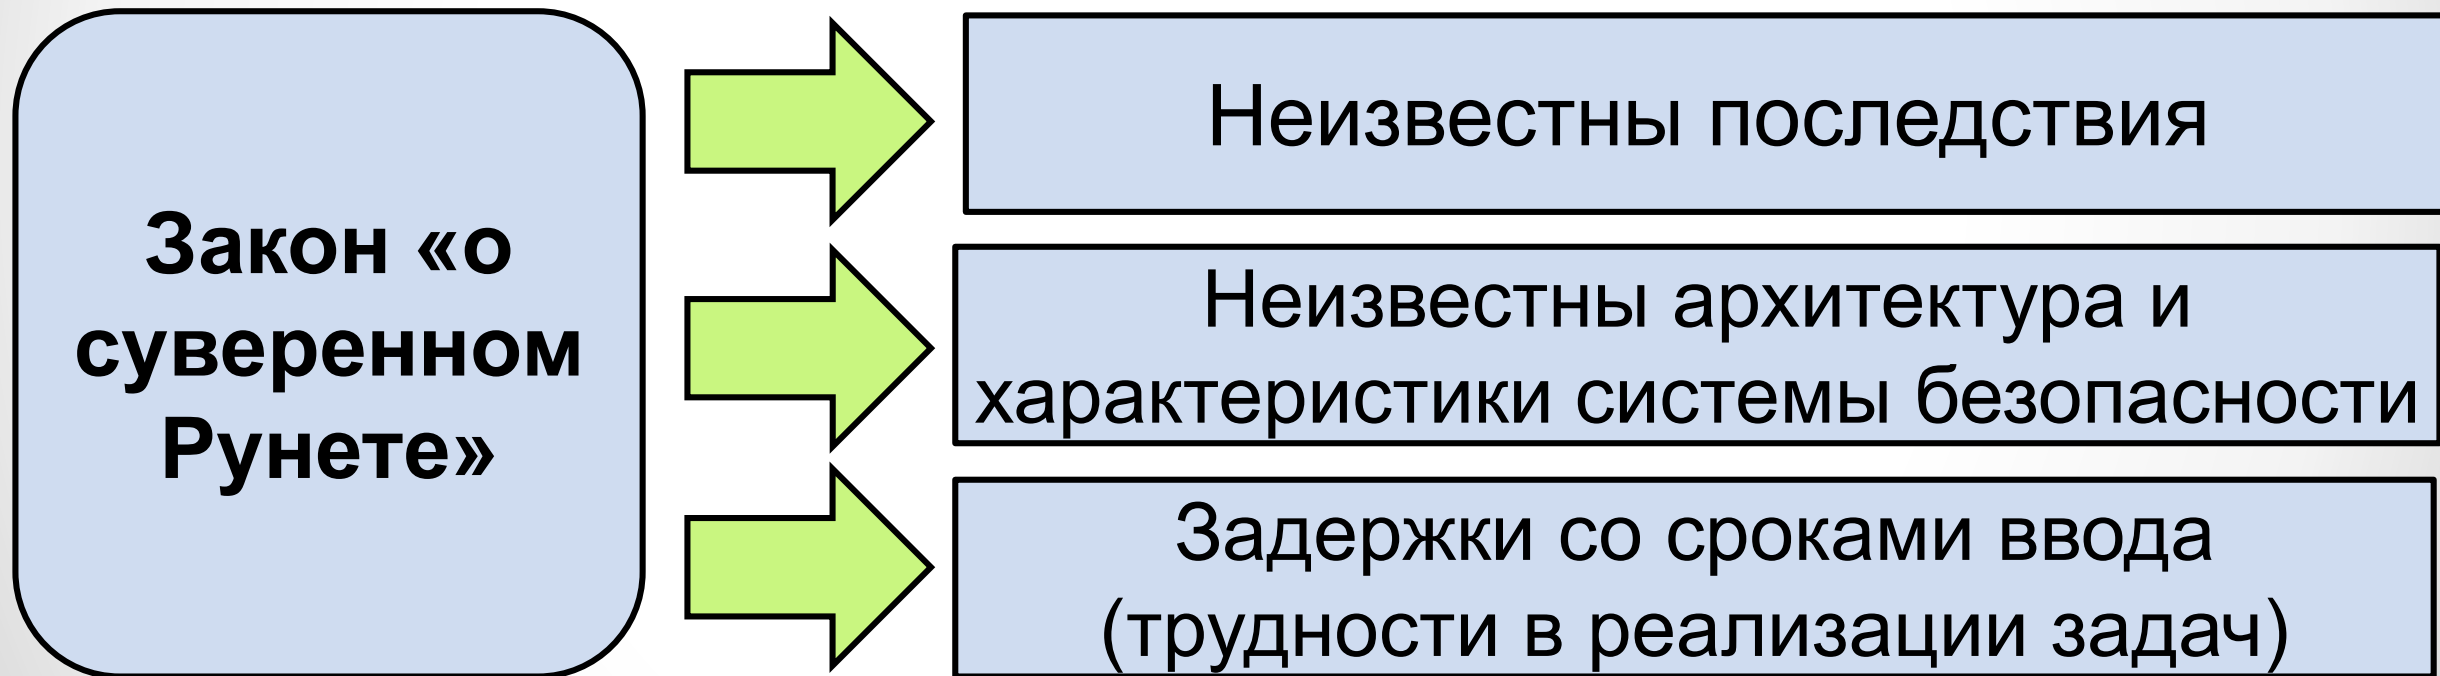 Закон «о
суверенном
Рунете»
Неизвестны последствия
Неизвестны архитектура и
характеристики системы безопасности
Задержки со сроками ввода
(трудности в реализации задач)